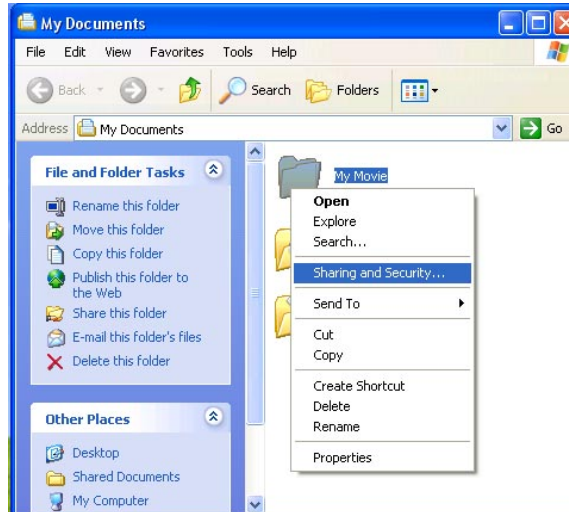 My Documents
File Edit View Favorites Tools Help
Back Search Folders
Address My Documents Go
File and Folder Tasks
Rename this folder
Move this folder
Copy this folder
Publish this folder to
the Web
Share this folder
E-mail this folder's files
Delete this folder
Other Places
Desktop
Shared Documents
My Computer
My Movie
Open
Explore
Search...
Sharing and Security...
Send To
Cut
Copy
Create Shortcut
Delete
Rename
Properties